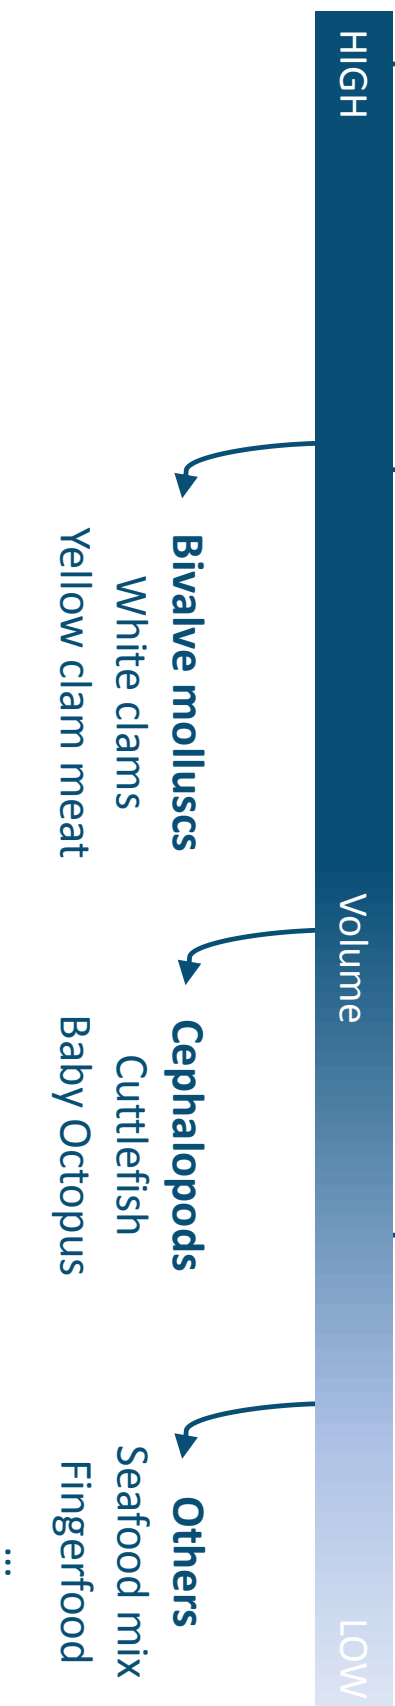 HIGH
Volume
LOW
Bivalve molluscs
White clams
Yellow clam meat
Cephalopods
Cuttlefish
Baby Octopus
Others
Seafood mix
Fingerfood
...